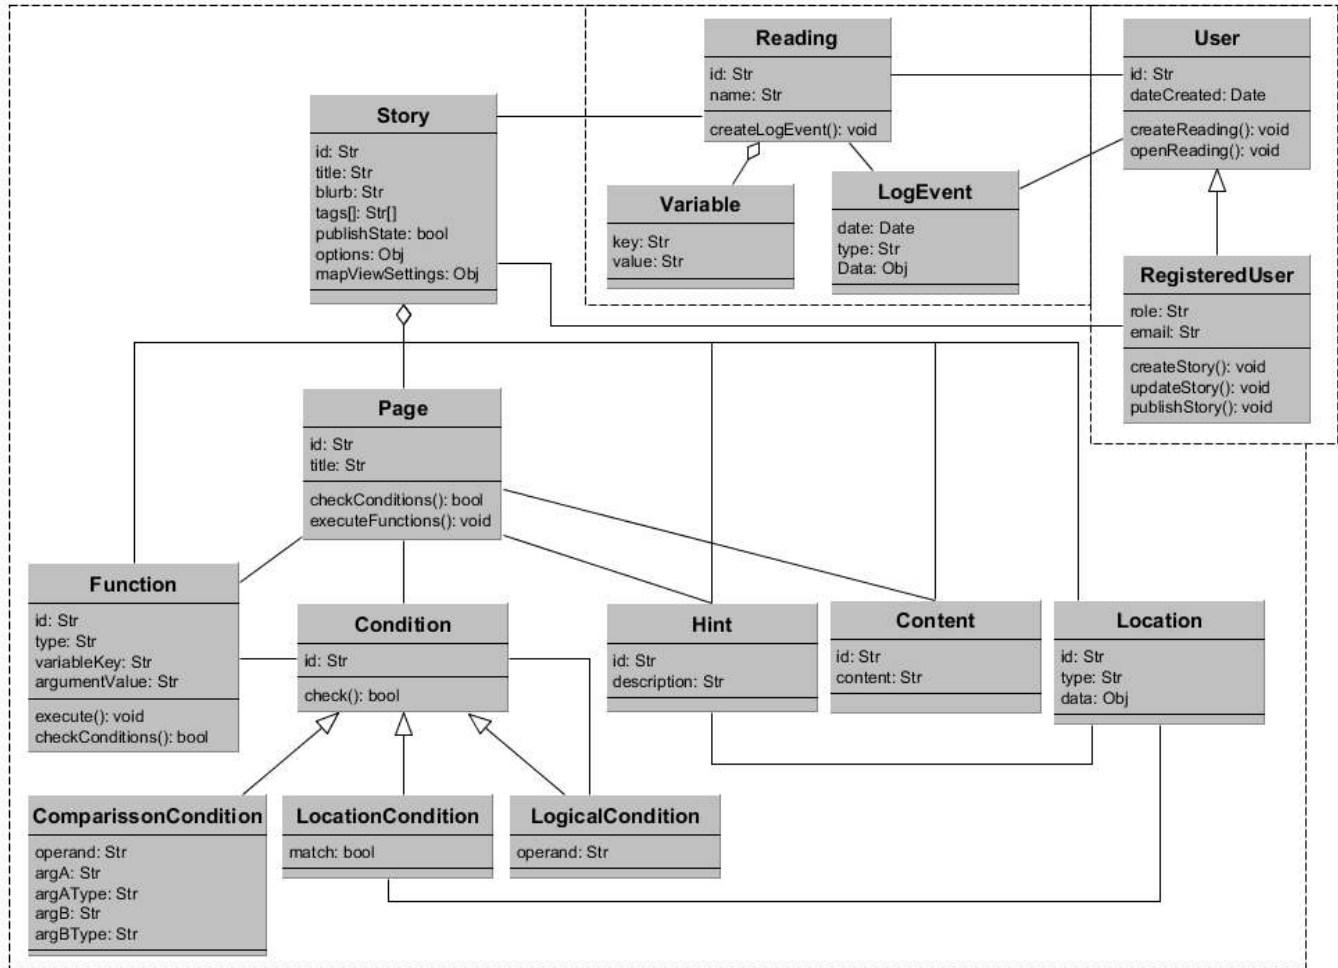 Reading
id: Str
name: Str
createLogEvent(): void
User
id: Str
dateCreated: Date
createReading(): void
openReading(): void
Story
id: Str
title: Str
blurb: Str
tags[]: Str[]
publishState: bool
options: Obj
mapViewSettings: Obj
Variable
key: Str
value: Str
LogEvent
date: Date
type: Str
Data: Obj
RegisteredUser
role: Str
email: Str
createStory(): void
updateStory(): void
publishStory(): void
Page
id: Str
title: Str
checkConditions(): bool
executeFunctions(): void
Function
id: Str
type: Str
variableKey: Str
argumentValue: Str
execute(): void
checkConditions(): bool
Condition
id: Str
check(): bool
Hint
id: Str
description: Str
Content
id: Str
content: Str
Location
id: Str
type: Str
data: Obj
ComparissonCondition
operand: Str
argA: Str
argAType: Str
argB: Str
argBType: Str
LocationCondition
match: bool
LogicalCondition
operand: Str